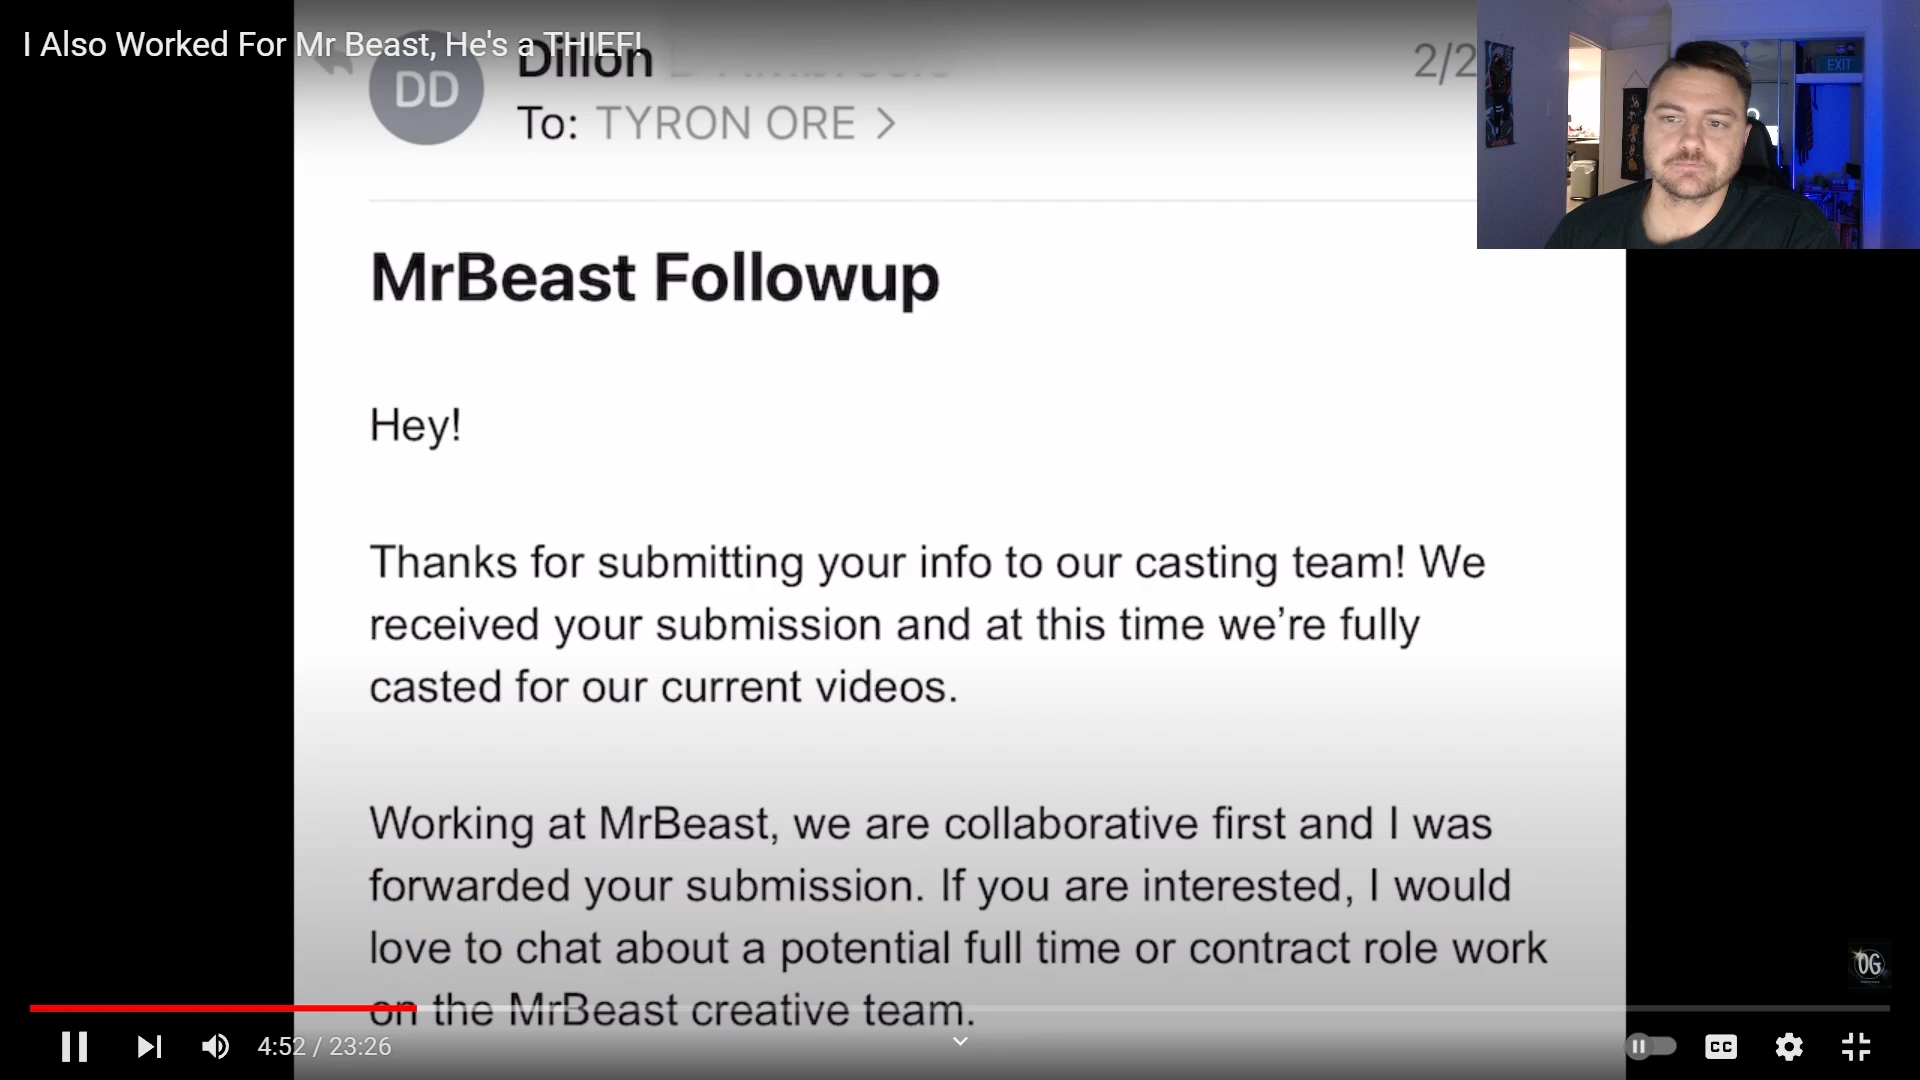 I Also Worked For Mr Beast, He's a THIEF!
DD
Dillon
2/2
To: TYRON ORE >
EXIT
MrBeast Followup
Hey!
Thanks for submitting your info to our casting team! We
received your submission and at this time we’re fully
casted for our current videos.
Working at MrBeast, we are collaborative first and I was
forwarded your submission. If you are interested, I would
love to chat about a potential full time or contract role work
on the MrBeast creative team.
OG
4:52 / 23:26
CC